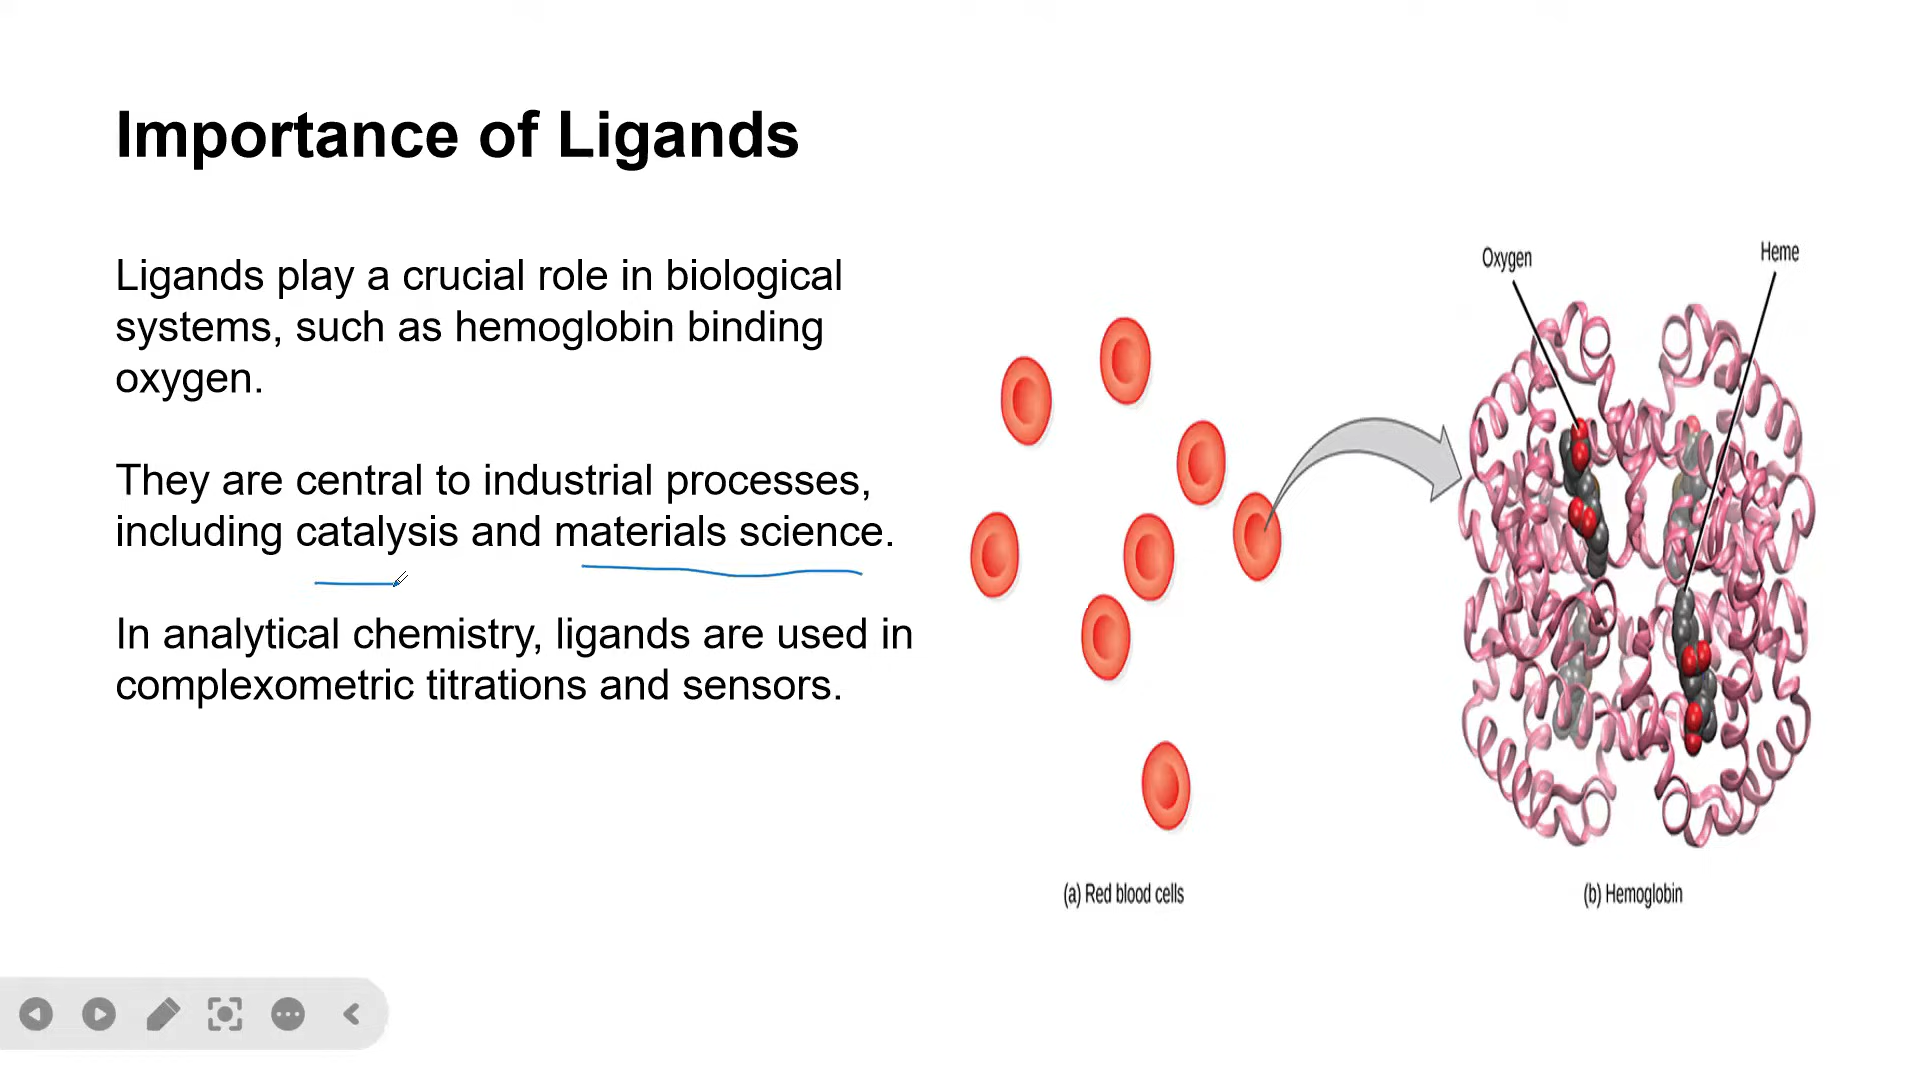 Importance of Ligands
Ligands play a crucial role in biological
systems, such as hemoglobin binding
oxygen.
They are central to industrial processes,
including catalysis and materials science.
In analytical chemistry, ligands are used in
complexometric titrations and sensors.
Oxygen
Heme
(a) Red blood cells
(b) Hemoglobin